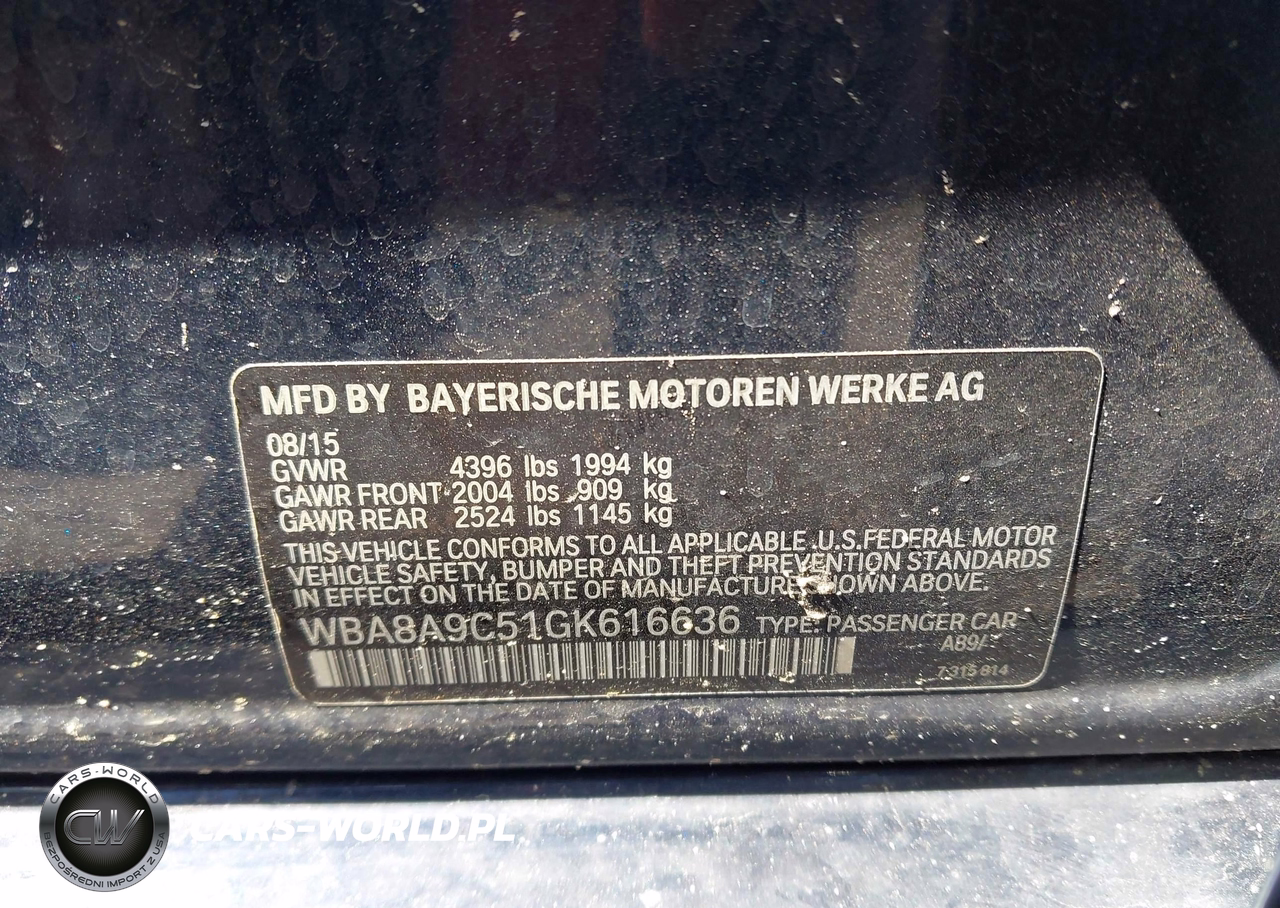 MFD BY BAYERISCHE MOTOREN WERKE AG
08/15
GVWR 4396 lbs 1994 kg
GAWR FRONT 2004 lbs 909 kg
GAWR REAR 2524 lbs 1145 kg
THIS VEHICLE CONFORMS TO ALL APPLICABLE U.S.FEDERAL MOTOR
VEHICLE SAFETY, BUMPER AND THEFT PREVENTION STANDARDS
IN EFFECT ON THE DATE OF MANUFACTURE SHOWN ABOVE.
WBA8A9C51GK616636 TYPE: PASSENGER CAR
A89/
7 315 814
CARS-WORLD
CW
BEZPOŚREDNI IMPORT Z USA
CARS-WORLD.PL